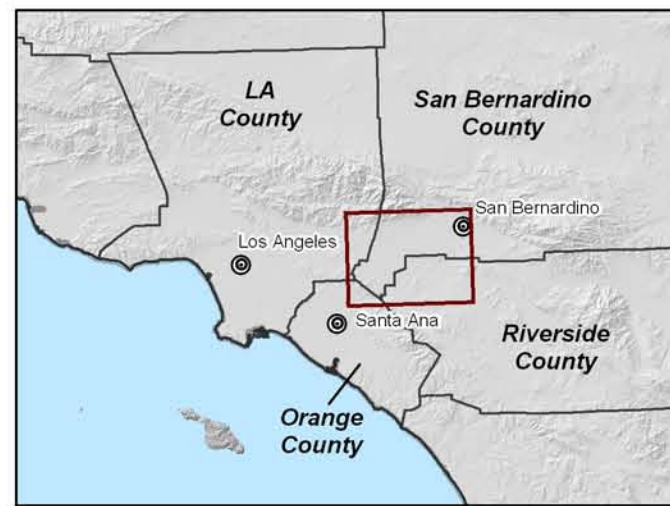 LA
County
San Bernardino
County
San Bernardino
Los Angeles
Santa Ana
Riverside
County
Orange
County